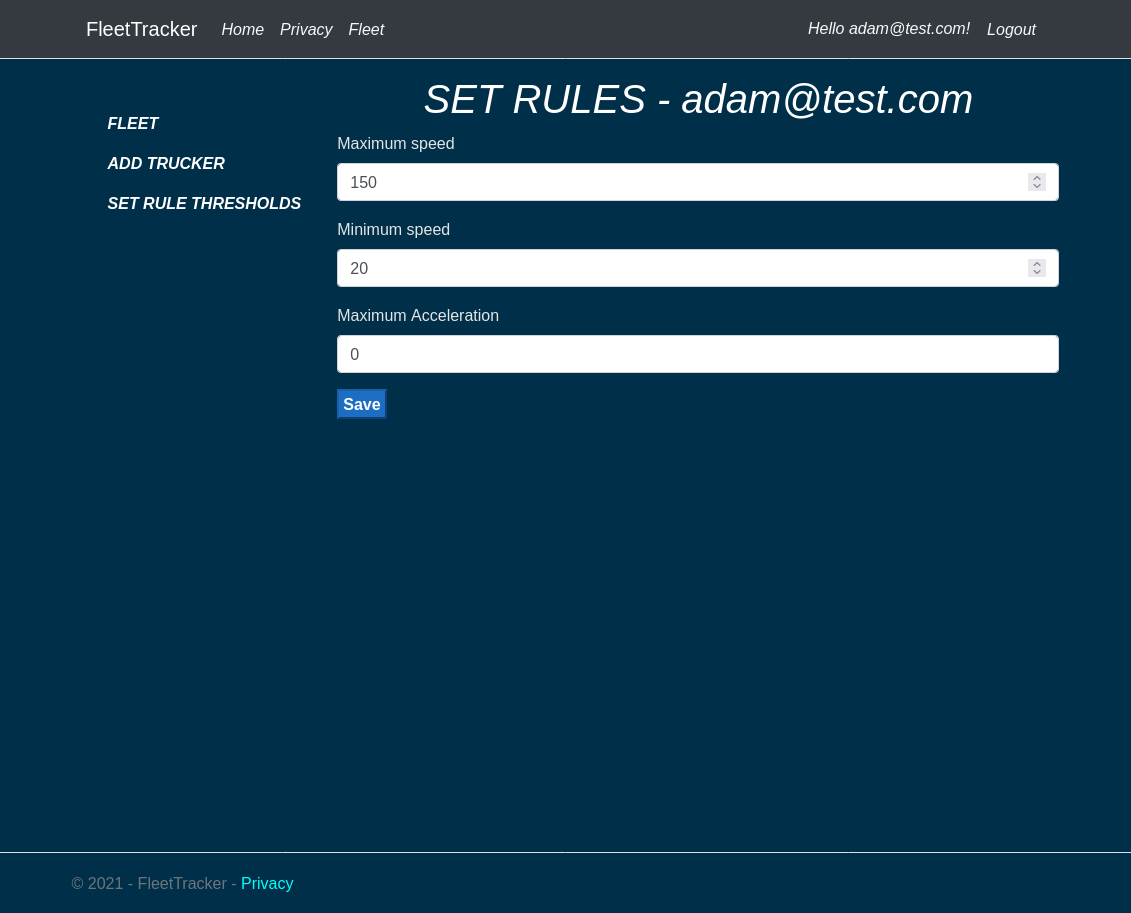 FleetTracker Home Privacy Fleet Hello adam@test.com! Logout
SET RULES - adam@test.com
FLEET
ADD TRUCKER
SET RULE THRESHOLDS
Maximum speed
150
Minimum speed
20
Maximum Acceleration
0
Save
© 2021 - FleetTracker - Privacy